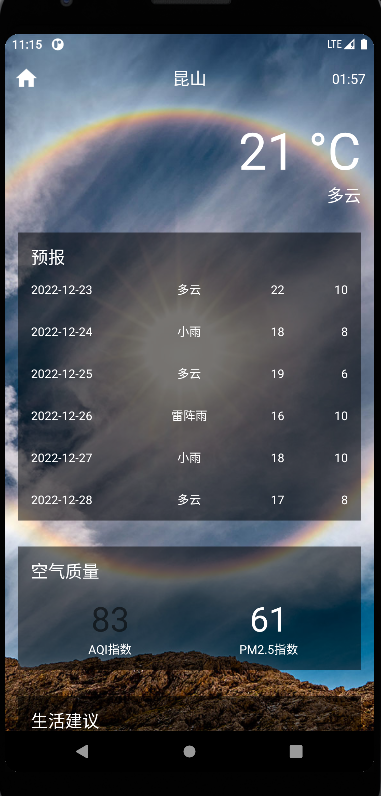 11:15 LTE
昆山 01:57
21 °C
多云
预报
2022-12-23 多云 22 10
2022-12-24 小雨 18 8
2022-12-25 多云 19 6
2022-12-26 雷阵雨 16 10
2022-12-27 小雨 18 10
2022-12-28 多云 17 8
空气质量
83 61
AQI指数 PM2.5指数
生活建议